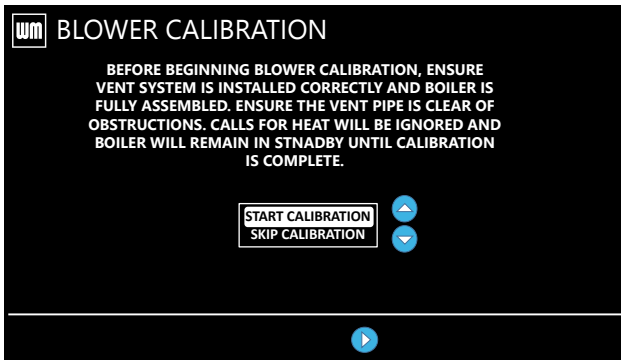 wm BLOWER CALIBRATION
BEFORE BEGINNING BLOWER CALIBRATION, ENSURE
VENT SYSTEM IS INSTALLED CORRECTLY AND BOILER IS
FULLY ASSEMBLED. ENSURE THE VENT PIPE IS CLEAR OF
OBSTRUCTIONS. CALLS FOR HEAT WILL BE IGNORED AND
BOILER WILL REMAIN IN STNADBY UNTIL CALIBRATION
IS COMPLETE.
START CALIBRATION
SKIP CALIBRATION